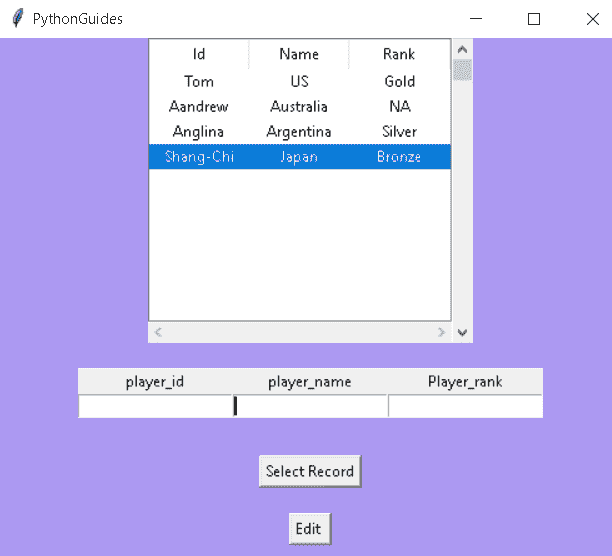 PythonGuides
Id Name Rank
Tom US Gold
Aandrew Australia NA
Anglina Argentina Silver
Shang-Chi Japan Bronze
player_id player_name Player_rank
Select Record
Edit